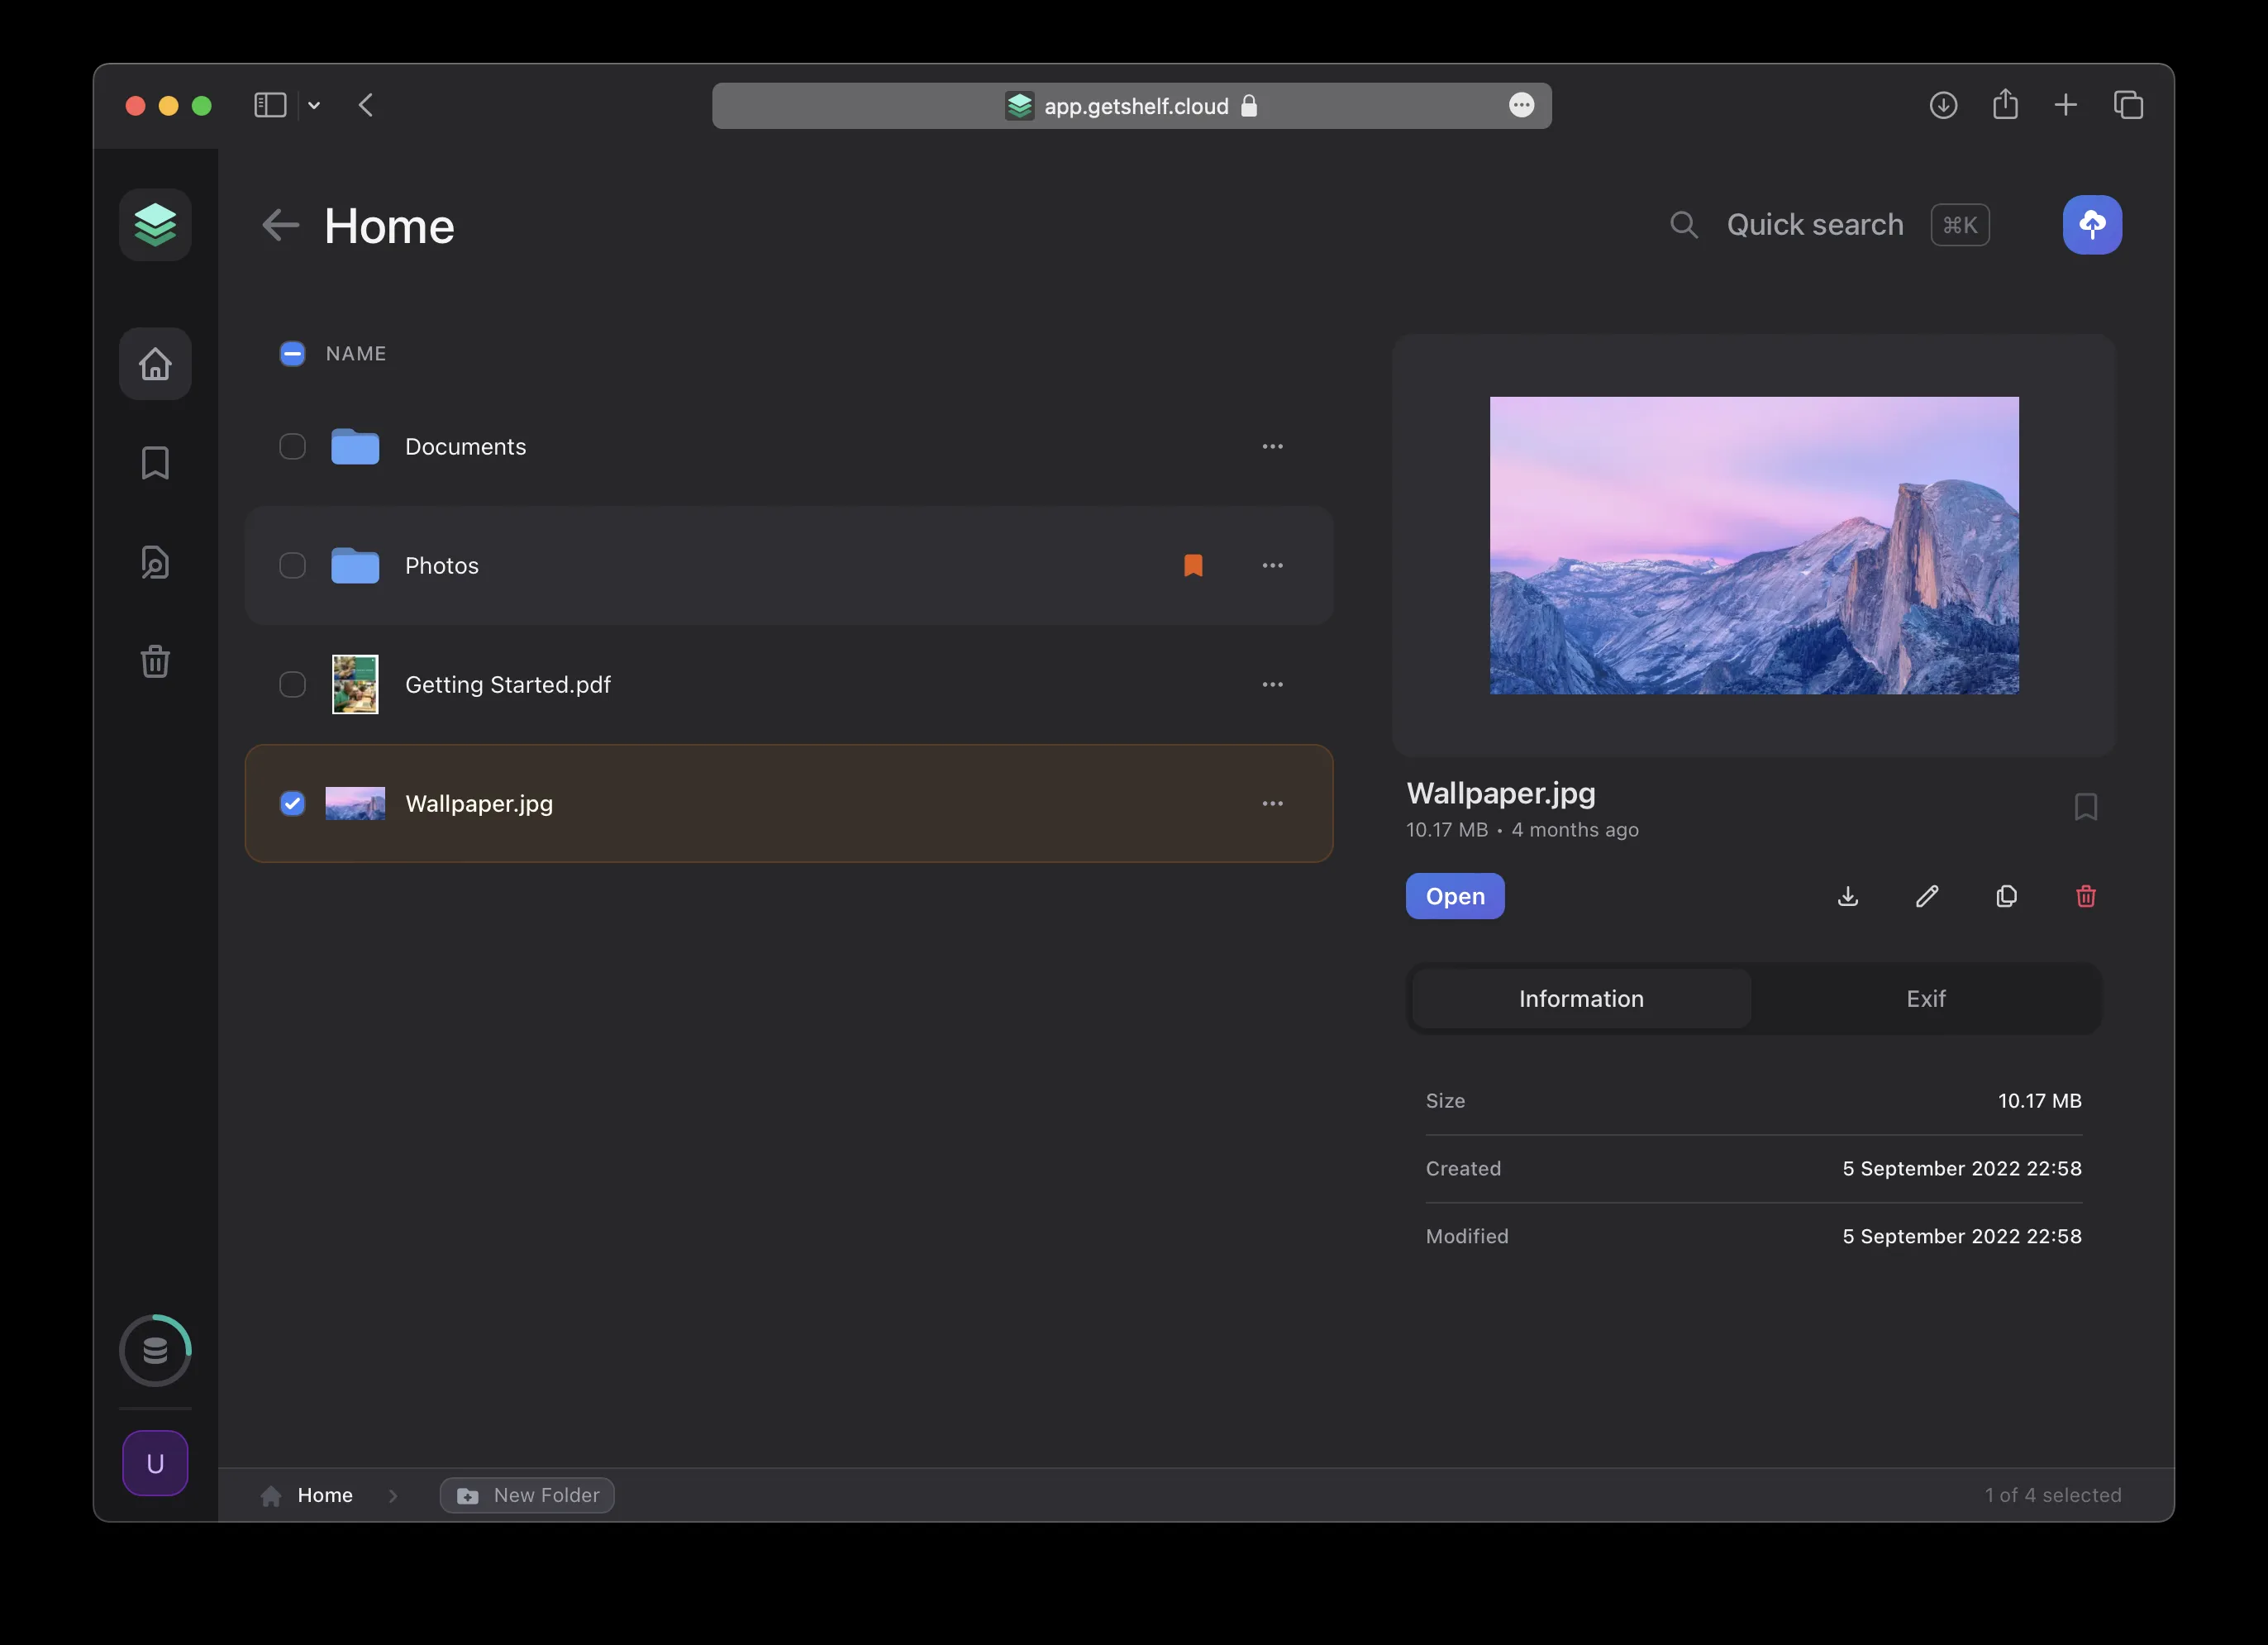 app.getshelf.cloud
Home
Quick search ⌘K
NAME
Documents
Photos
Getting Started.pdf
Wallpaper.jpg
Wallpaper.jpg
10.17 MB • 4 months ago
Open
Information Exif
Size 10.17 MB
Created 5 September 2022 22:58
Modified 5 September 2022 22:58
U
Home New Folder 1 of 4 selected